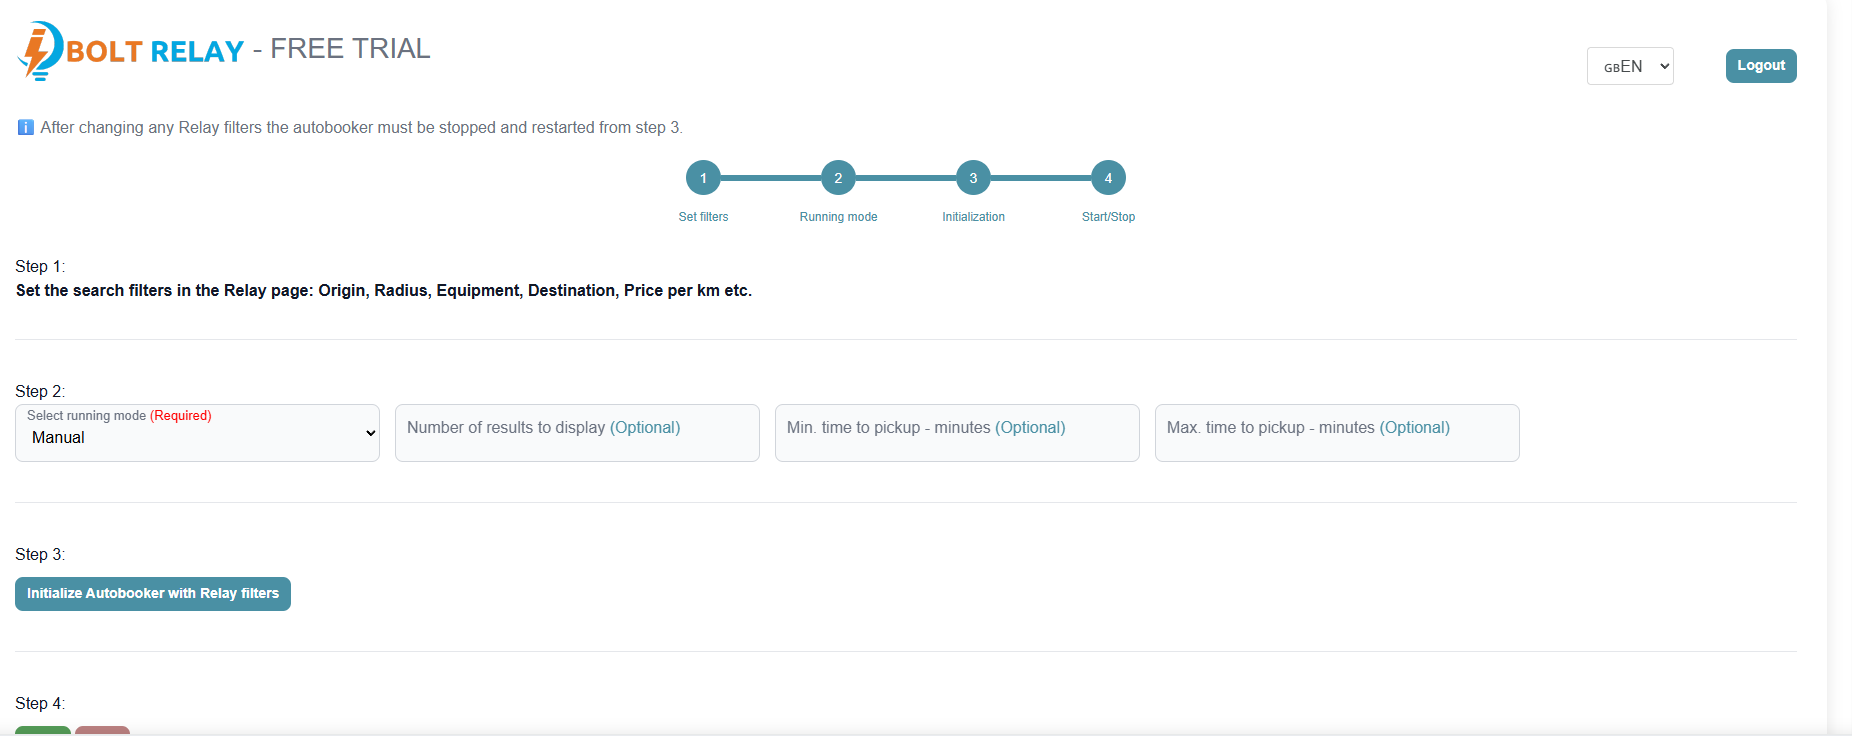 BOLT RELAY - FREE TRIAL
GBEN
Logout
ℹ After changing any Relay filters the autobooker must be stopped and restarted from step 3.
1 2 3 4
Set filters Running mode Initialization Start/Stop
Step 1:
Set the search filters in the Relay page: Origin, Radius, Equipment, Destination, Price per km etc.
Step 2:
Select running mode (Required)
Manual
Number of results to display (Optional)
Min. time to pickup - minutes (Optional)
Max. time to pickup - minutes (Optional)
Step 3:
Initialize Autobooker with Relay filters
Step 4: